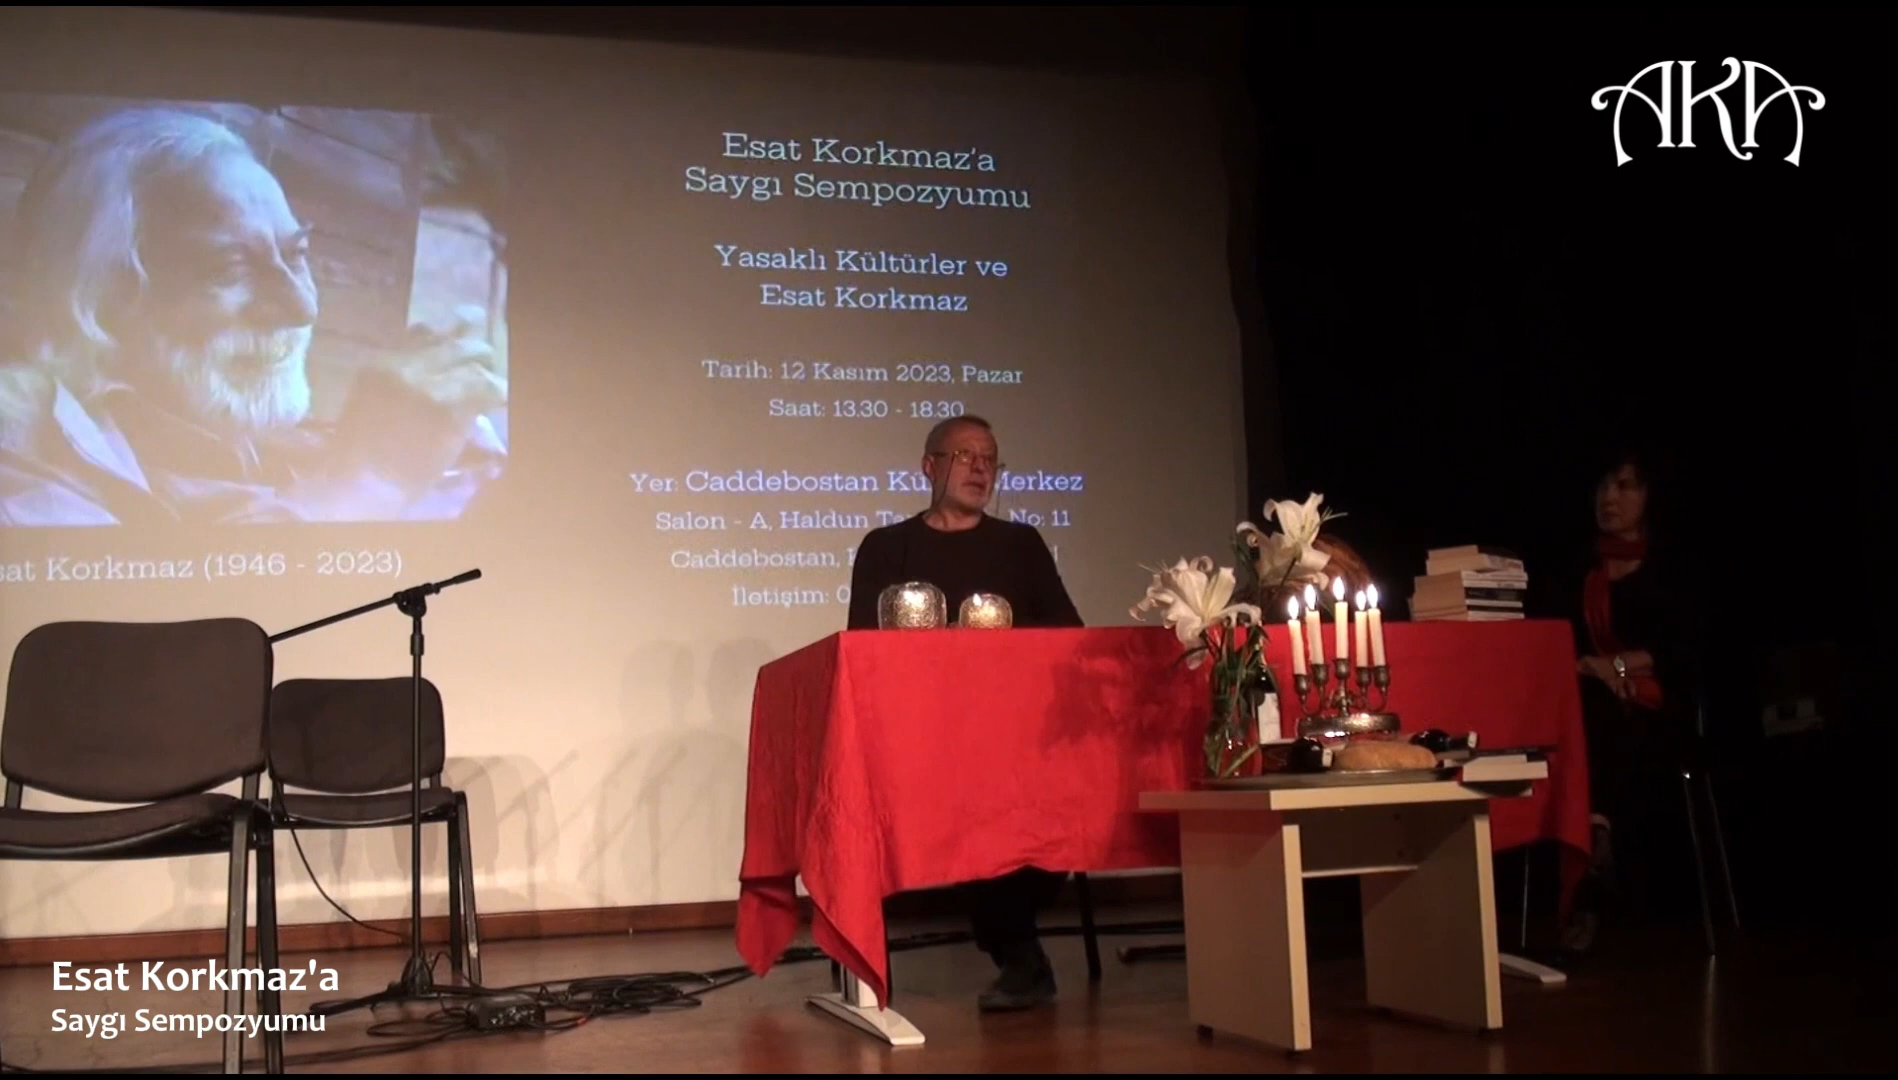 AKA
Esat Korkmaz'a
Saygı Sempozyumu
Yasaklı Kültürler ve
Esat Korkmaz
Tarih: 12 Kasım 2023, Pazar
Saat: 13.30 - 18.30
Yer: Caddebostan Merkez
Salon - A, Haldun No: 11
Caddebostan,
İletişim:
Korkmaz (1946 - 2023)
Esat Korkmaz'a
Saygı Sempozyumu